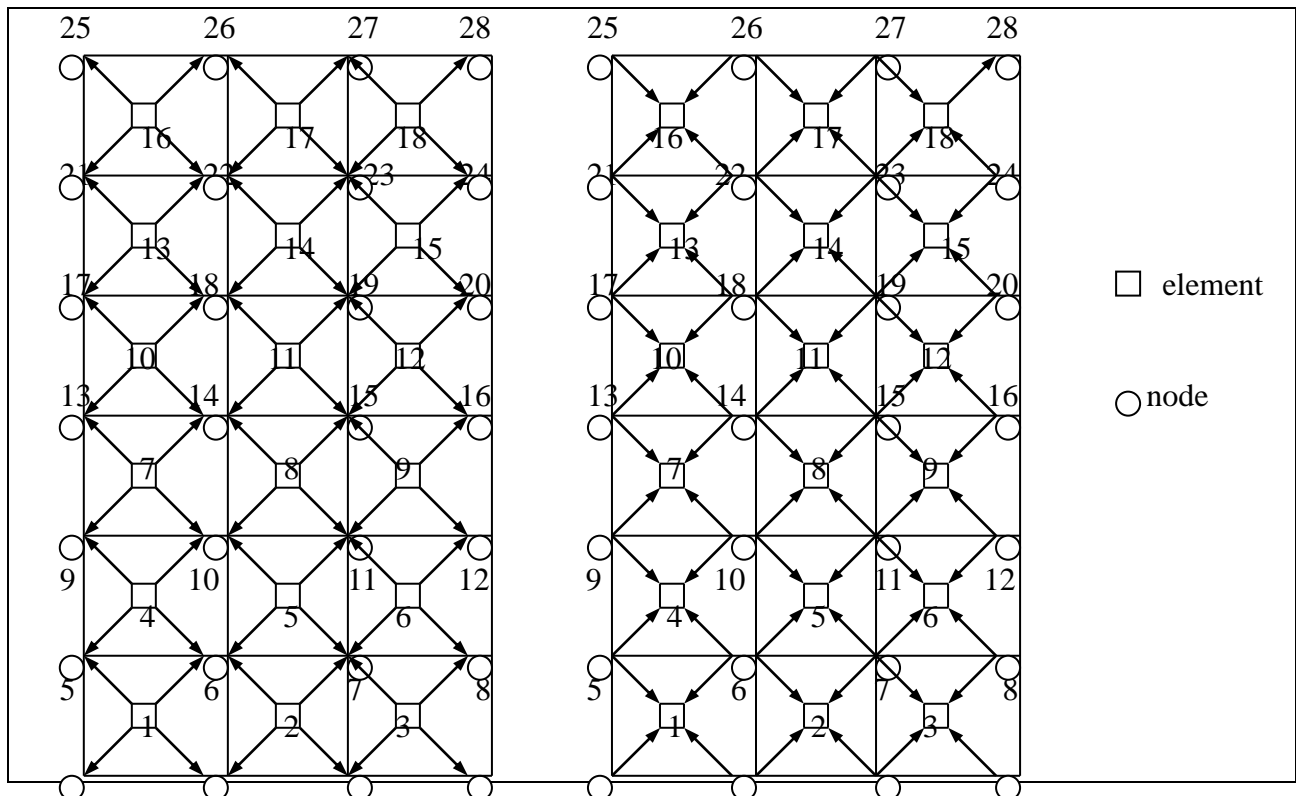 25 26 27 28 25 26 27 28
16 17 18 16 17 18
21 22 23 24 21 22 23 24
13 14 15 13 14 15
17 18 19 20 17 18 19 20
element
10 11 12 10 11 12
13 14 15 16 13 14 15 16
node
7 8 9 7 8 9
9 10 11 12 9 10 11 12
4 5 6 4 5 6
5 6 7 8 5 6 7 8
1 2 3 1 2 3